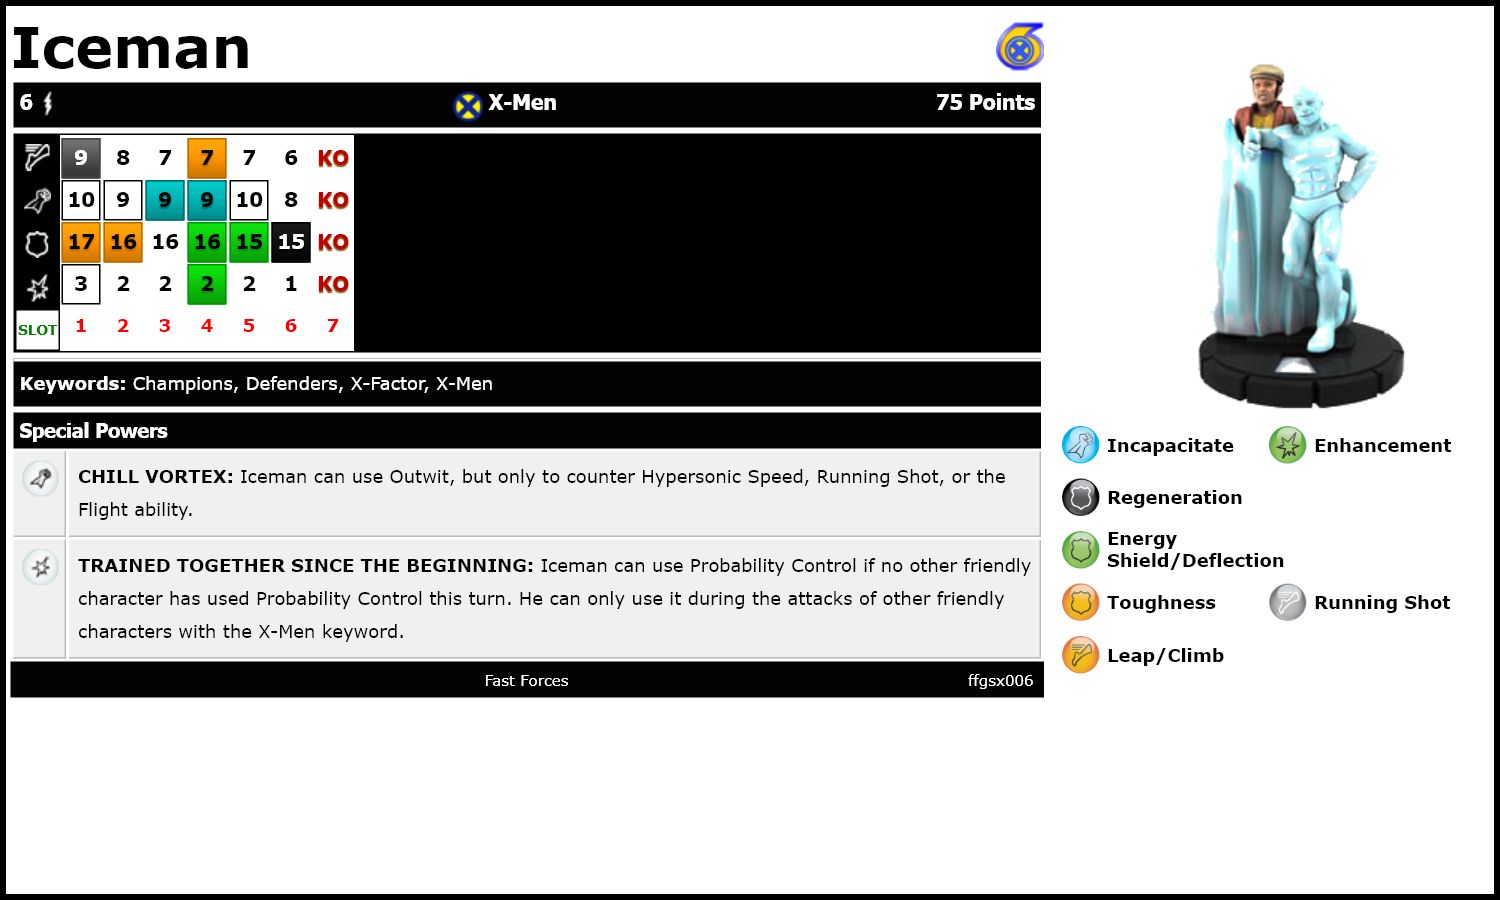 Iceman
6 X-Men 75 Points
9 8 7 7 7 6 KO
10 9 9 9 10 8 KO
17 16 16 16 15 15 KO
3 2 2 2 2 1 KO
SLOT 1 2 3 4 5 6 7
Keywords: Champions, Defenders, X-Factor, X-Men
Special Powers
CHILL VORTEX: Iceman can use Outwit, but only to counter Hypersonic Speed, Running Shot, or the
Flight ability.
TRAINED TOGETHER SINCE THE BEGINNING: Iceman can use Probability Control if no other friendly
character has used Probability Control this turn. He can only use it during the attacks of other friendly
characters with the X-Men keyword.
Fast Forces ffgsx006
Incapacitate Enhancement
Regeneration
Energy
Shield/Deflection
Toughness Running Shot
Leap/Climb